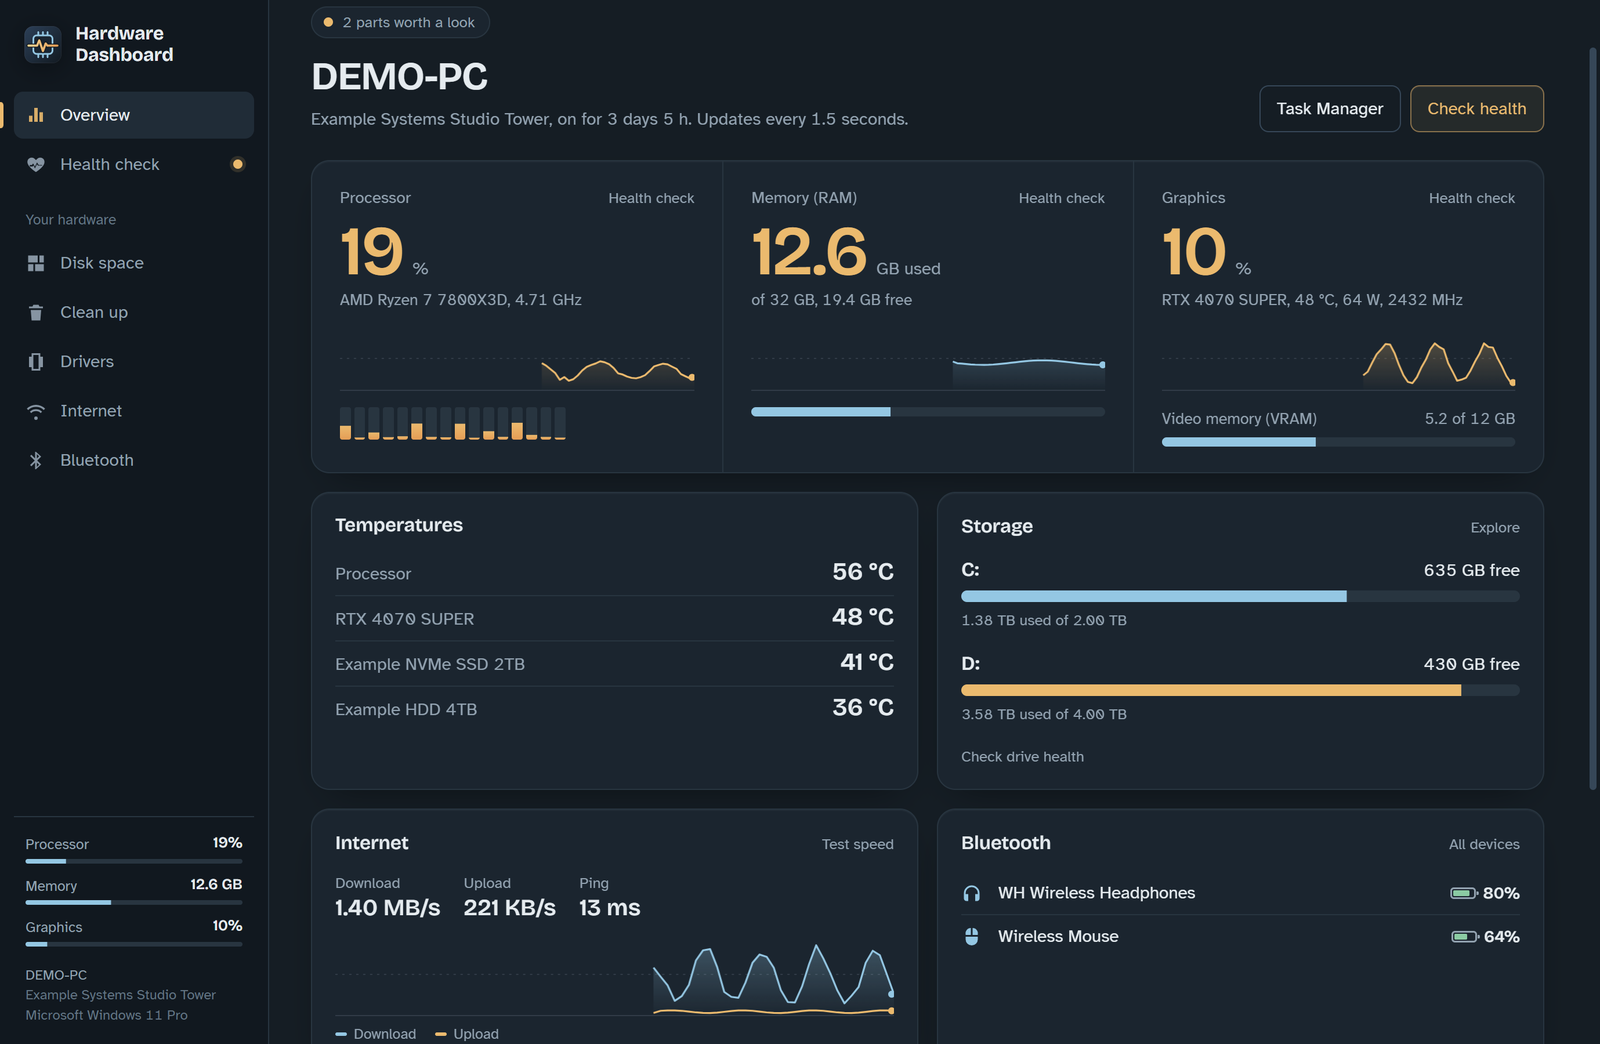 Hardware
Dashboard
Overview
Health check
Your hardware
Disk space
Clean up
Drivers
Internet
Bluetooth
Processor 19%
Memory 12.6 GB
Graphics 10%
DEMO-PC
Example Systems Studio Tower
Microsoft Windows 11 Pro
2 parts worth a look
DEMO-PC
Example Systems Studio Tower, on for 3 days 5 h. Updates every 1.5 seconds.
Task Manager
Check health
Processor Health check
19 %
AMD Ryzen 7 7800X3D, 4.71 GHz
Memory (RAM) Health check
12.6 GB used
of 32 GB, 19.4 GB free
Graphics Health check
10 %
RTX 4070 SUPER, 48 °C, 64 W, 2432 MHz
Video memory (VRAM) 5.2 of 12 GB
Temperatures
Processor 56 °C
RTX 4070 SUPER 48 °C
Example NVMe SSD 2TB 41 °C
Example HDD 4TB 36 °C
Storage Explore
C: 635 GB free
1.38 TB used of 2.00 TB
D: 430 GB free
3.58 TB used of 4.00 TB
Check drive health
Internet Test speed
Download Upload Ping
1.40 MB/s 221 KB/s 13 ms
Download Upload
Bluetooth All devices
WH Wireless Headphones 80%
Wireless Mouse 64%